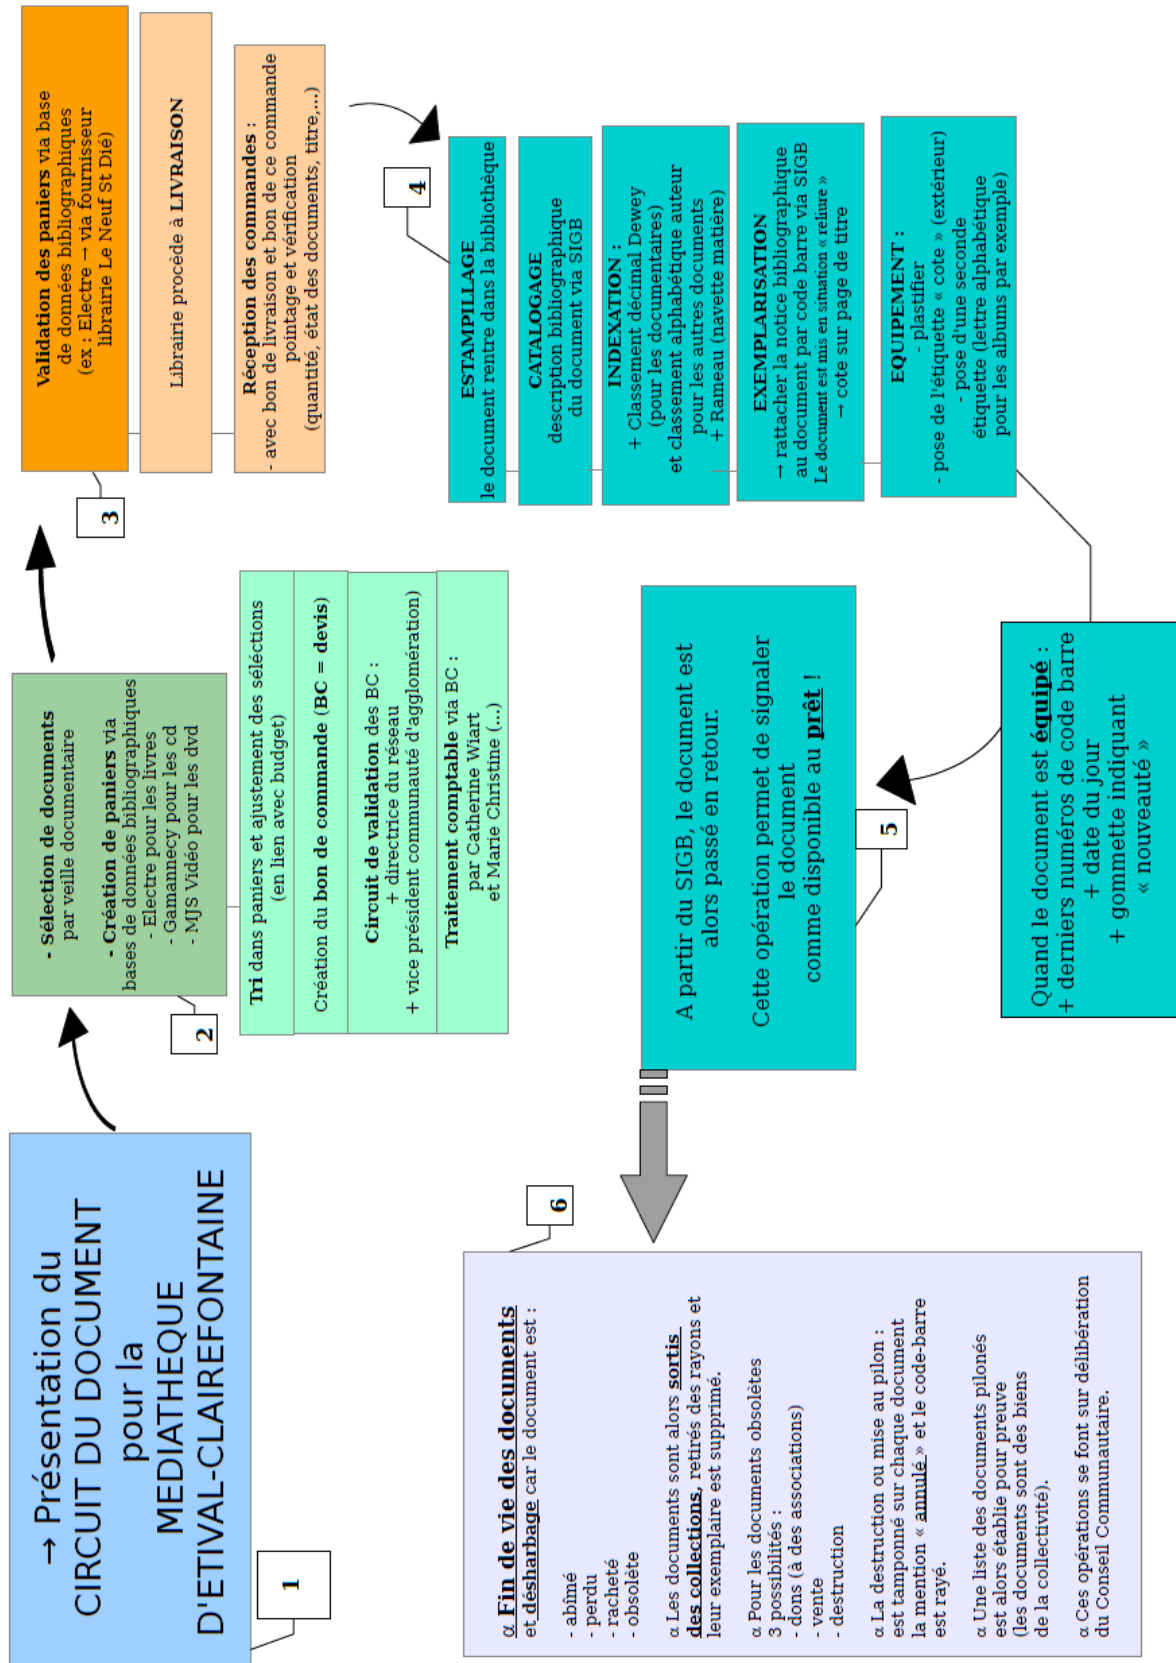 → Présentation du
CIRCUIT DU DOCUMENT
pour la
MEDIATHEQUE
D'ETIVAL-CLAIREFONTAINE
1
- Sélection de documents
par veille documentaire
- Création de paniers via
bases de données bibliographiques
- Electre pour les livres
- Gamannecy pour les cd
- MJS Vidéo pour les dvd
2
Tri dans paniers et ajustement des séléctions
(en lien avec budget)
Création du bon de commande (BC = devis)
Circuit de validation des BC :
+ directrice du réseau
+ vice président communauté d'agglomération)
Traitement comptable via BC :
par Catherine Wiart
et Marie Christine (...)
Validation des paniers via base
de données bibliographiques
(ex : Electre → via fournisseur
librairie Le Neuf St Dié)
3
Librairie procède à LIVRAISON
Réception des commandes :
- avec bon de livraison et bon de ce commande
pointage et vérification
(quantité, état des documents, titre,...)
4
ESTAMPILLAGE
le document rentre dans la bibliothèque
CATALOGAGE
description bibliographique
du document via SIGB
INDEXATION :
+ Classement décimal Dewey
(pour les documentaires)
et classement alphabétique auteur
pour les autres documents
+ Rameau (navette matière)
EXEMPLARISATION
→ rattacher la notice bibliographique
au document par code barre via SIGB
Le document est mis en situation « reliure »
→ cote sur page de titre
EQUIPEMENT :
- plastifier
- pose de l'étiquette « cote » (extérieur)
- pose d'une seconde
étiquette (lettre alphabétique
pour les albums par exemple)
Quand le document est équipé :
+ derniers numéros de code barre
+ date du jour
+ gommette indiquant
« nouveauté »
5
A partir du SIGB, le document est
alors passé en retour.
Cette opération permet de signaler
le document
comme disponible au prêt !
6
α Fin de vie des documents
et désharbage car le document est :
- abîmé
- perdu
- racheté
- obsolète
α Les documents sont alors sortis
des collections, retirés des rayons et
leur exemplaire est supprimé.
α Pour les documents obsolètes
3 possibilités :
- dons (à des associations)
- vente
- destruction
α La destruction ou mise au pilon :
est tamponné sur chaque document
la mention « annulé » et le code-barre
est rayé.
α Une liste des documents pilonés
est alors établie pour preuve
(les documents sont des biens
de la collectivité).
α Ces opérations se font sur délibération
du Conseil Communautaire.